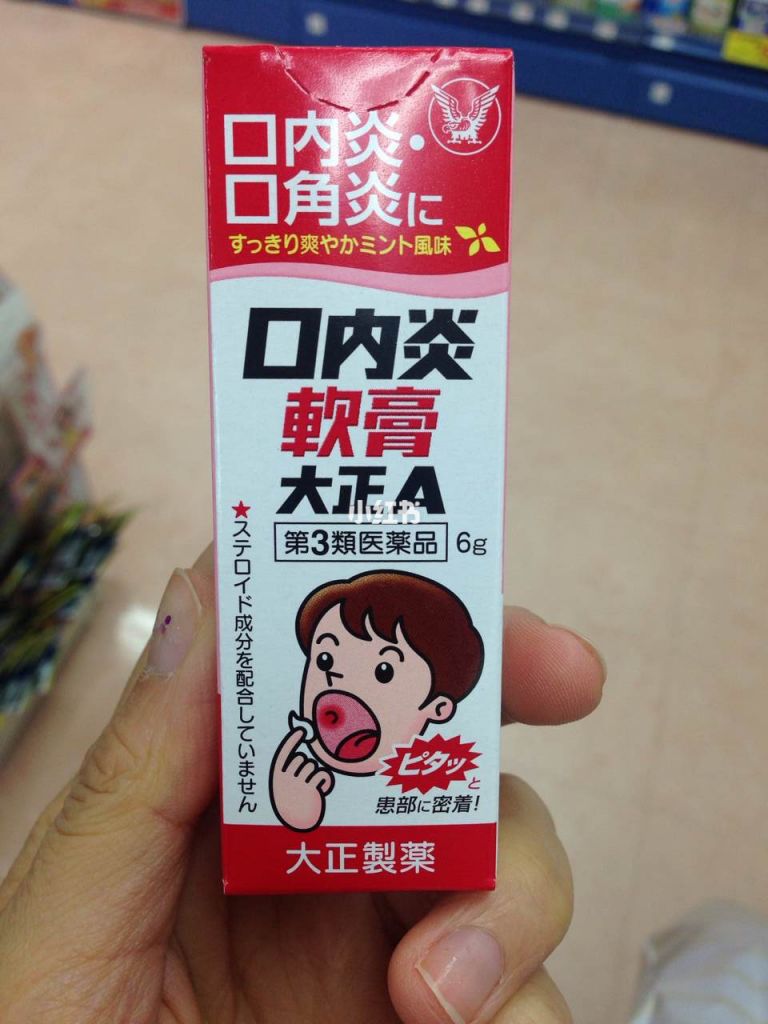 口内炎・
口角炎に
すっきり爽やかミント風味
口内炎
軟膏
大正A
小红书
第3類医薬品 6g
★ステロイド成分を配合していません
ピタッと
患部に密着!
大正製薬